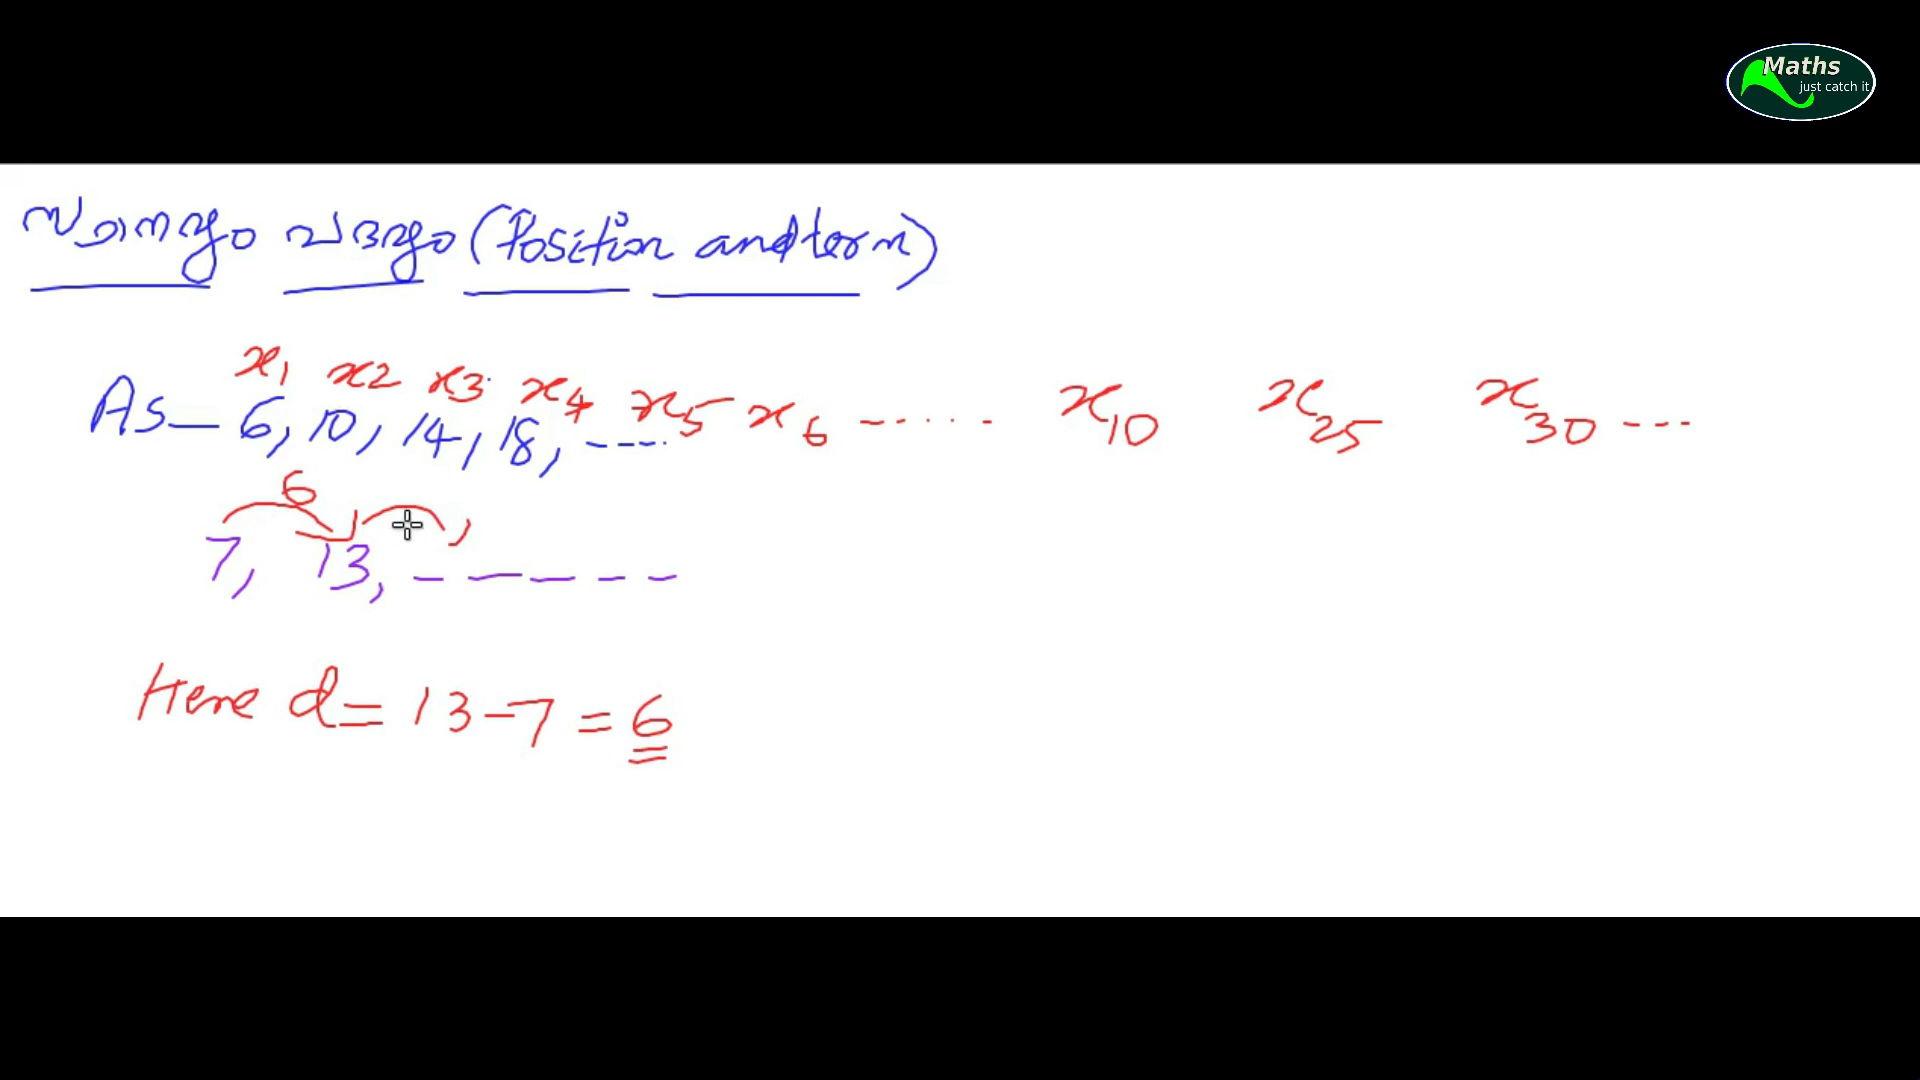 Maths
just catch it
സ്ഥാനവും പദവും (Position and term)
x₁ x2 x3 x₄ x₅ x₆ ------ x₁₀ x₂₅ x₃₀ ---
As — 6, 10, 14, 18, -----
6
7, 13, ------
Here d = 13-7 = 6